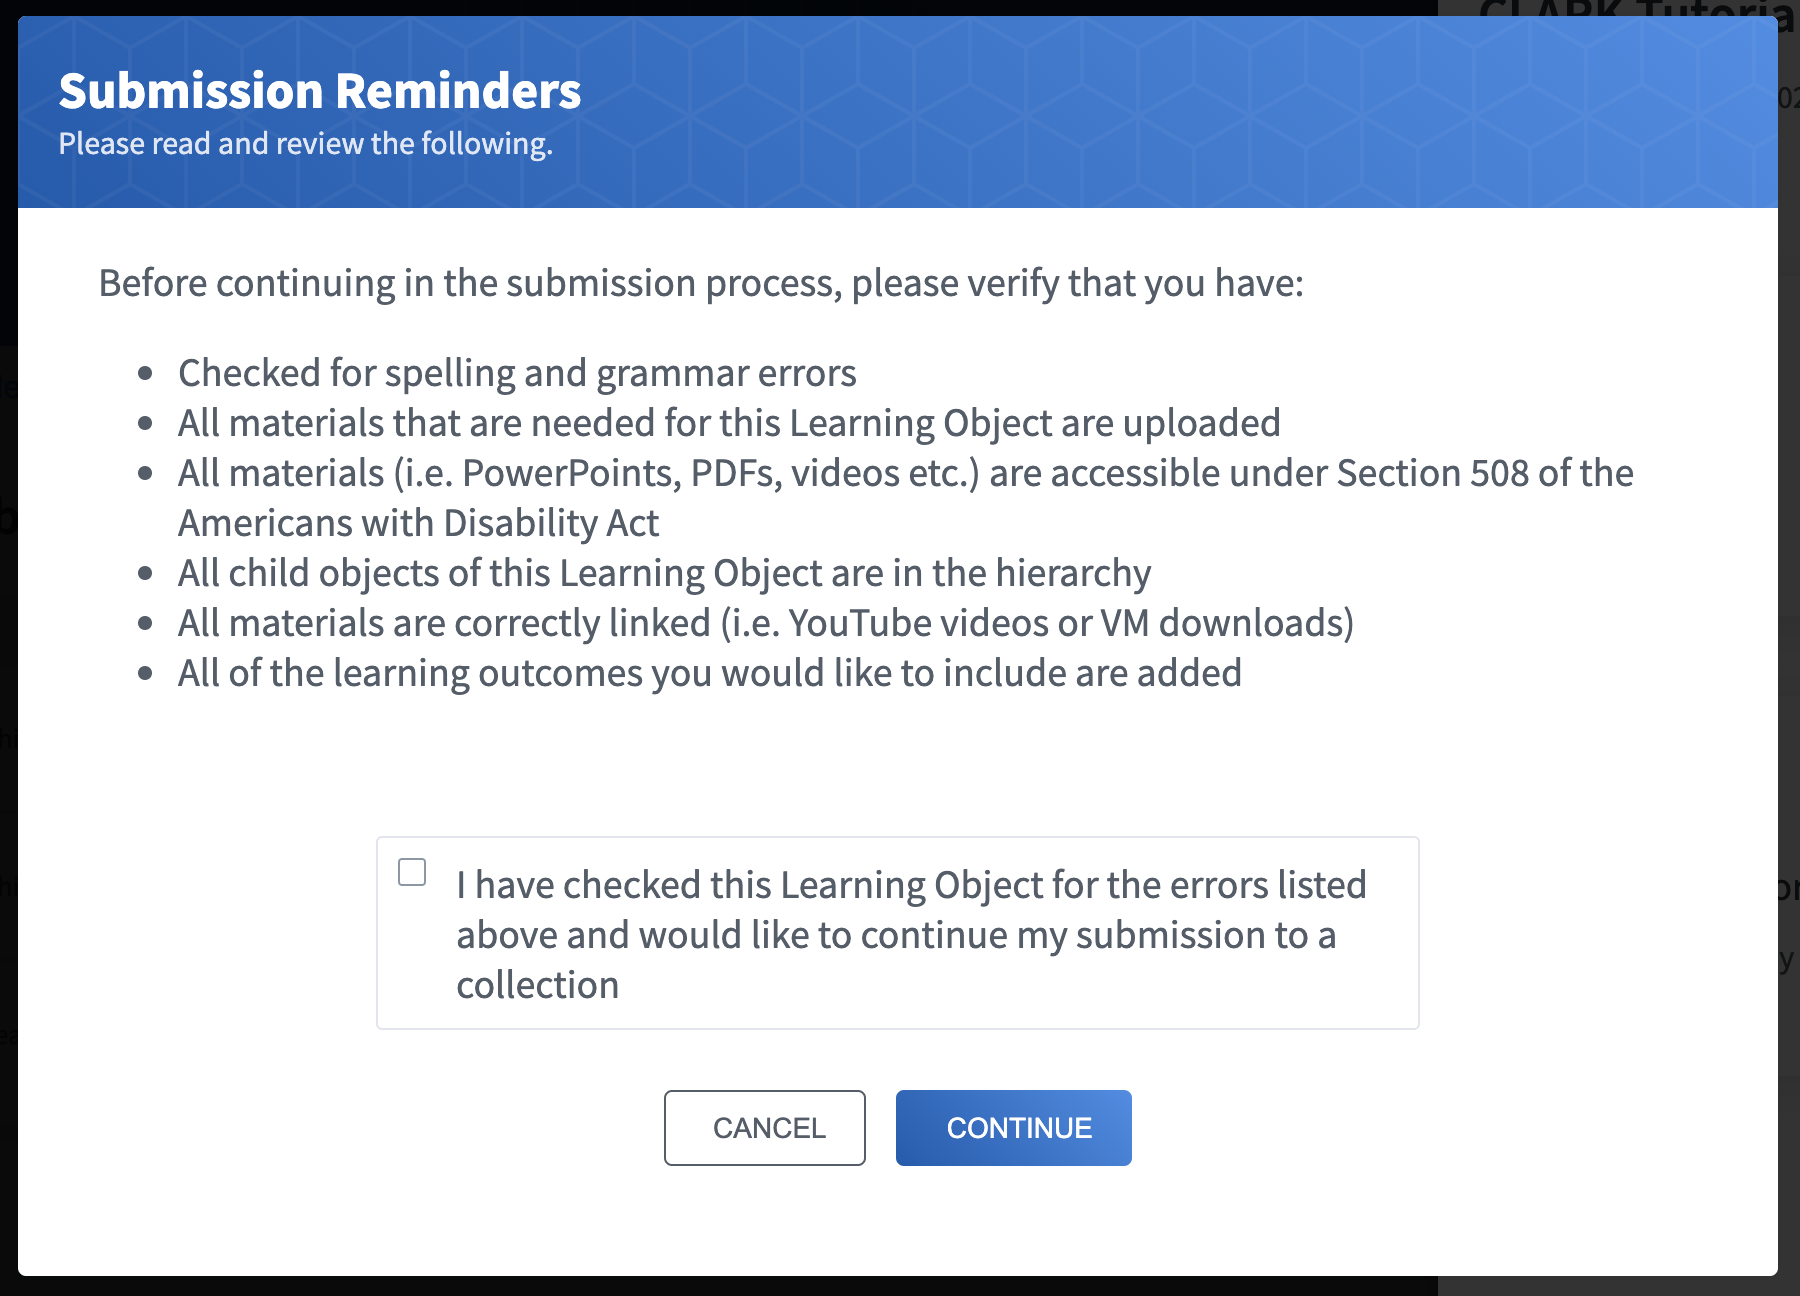 Submission Reminders
Please read and review the following.
Before continuing in the submission process, please verify that you have:
• Checked for spelling and grammar errors
• All materials that are needed for this Learning Object are uploaded
• All materials (i.e. PowerPoints, PDFs, videos etc.) are accessible under Section 508 of the
Americans with Disability Act
• All child objects of this Learning Object are in the hierarchy
• All materials are correctly linked (i.e. YouTube videos or VM downloads)
• All of the learning outcomes you would like to include are added
I have checked this Learning Object for the errors listed
above and would like to continue my submission to a
collection
CANCEL
CONTINUE